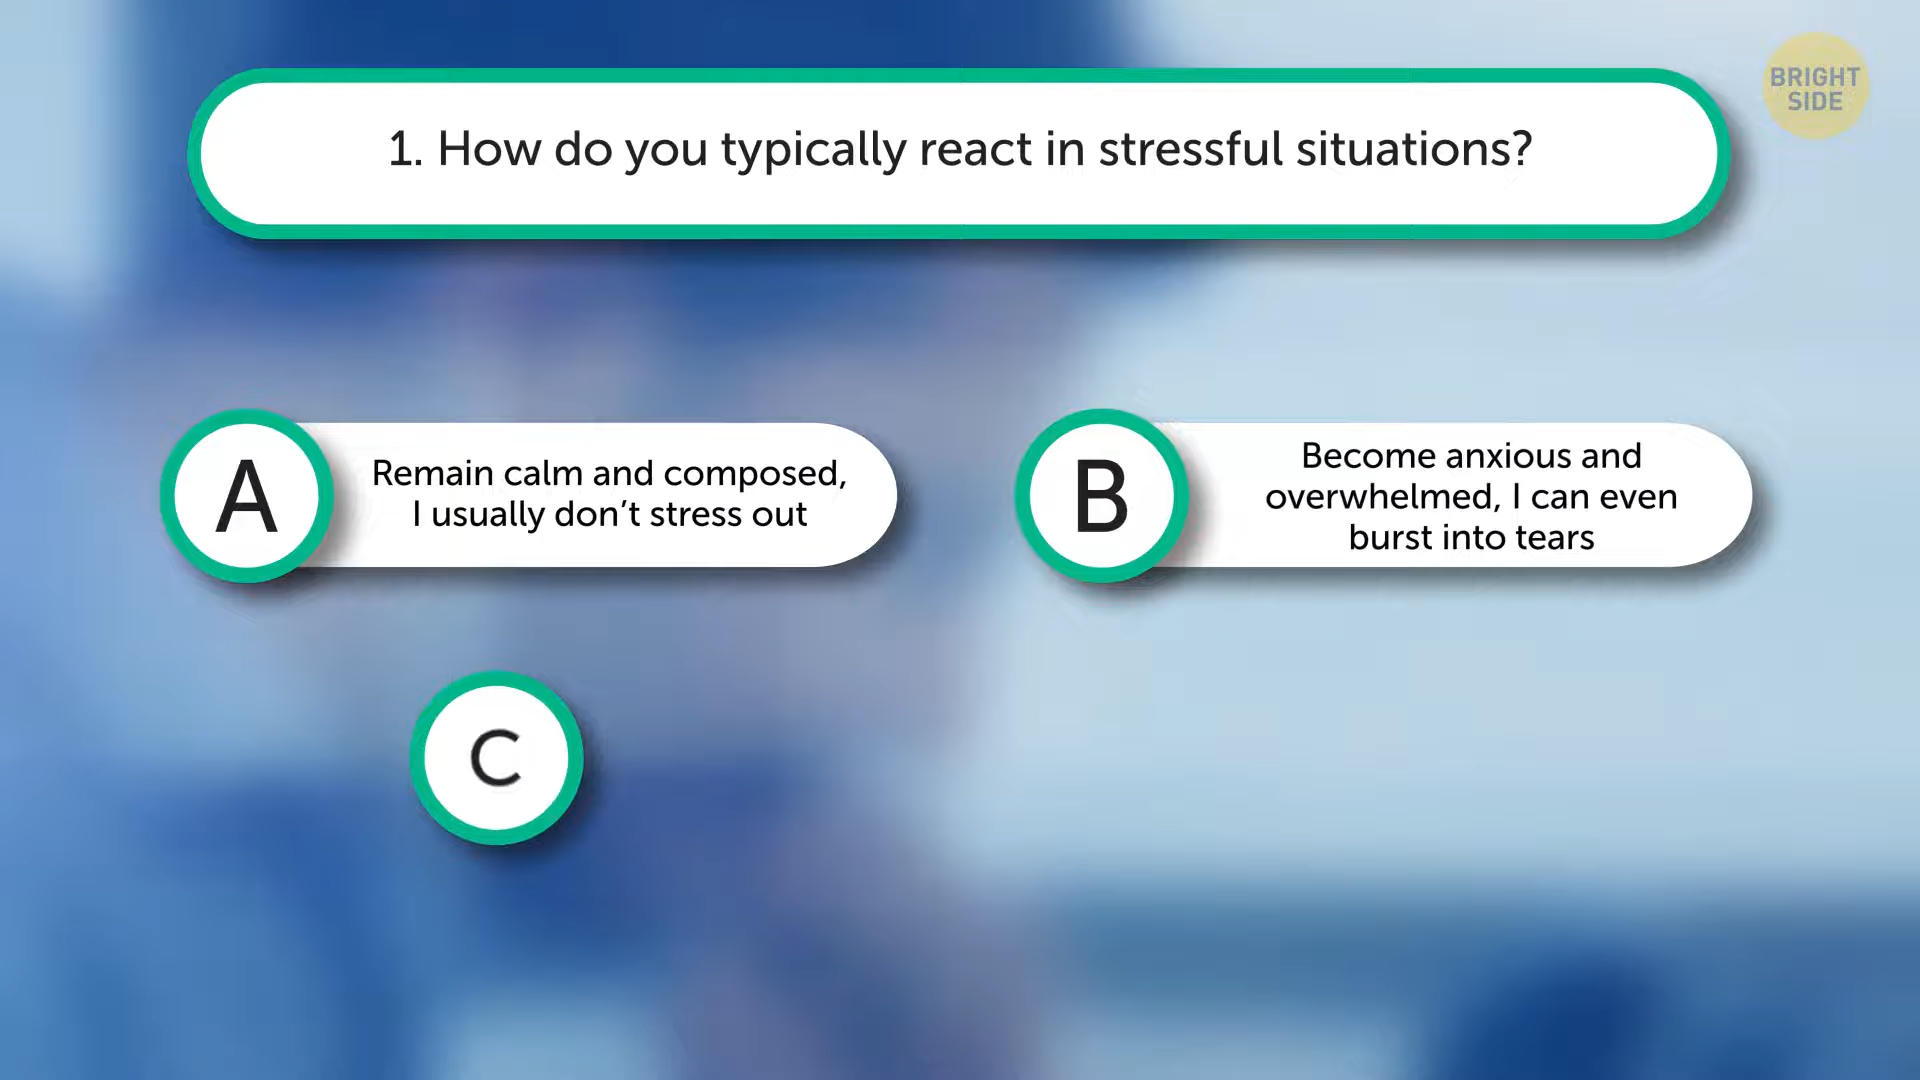 BRIGHT
SIDE
1. How do you typically react in stressful situations?
A
Remain calm and composed,
I usually don’t stress out
B
Become anxious and
overwhelmed, I can even
burst into tears
C